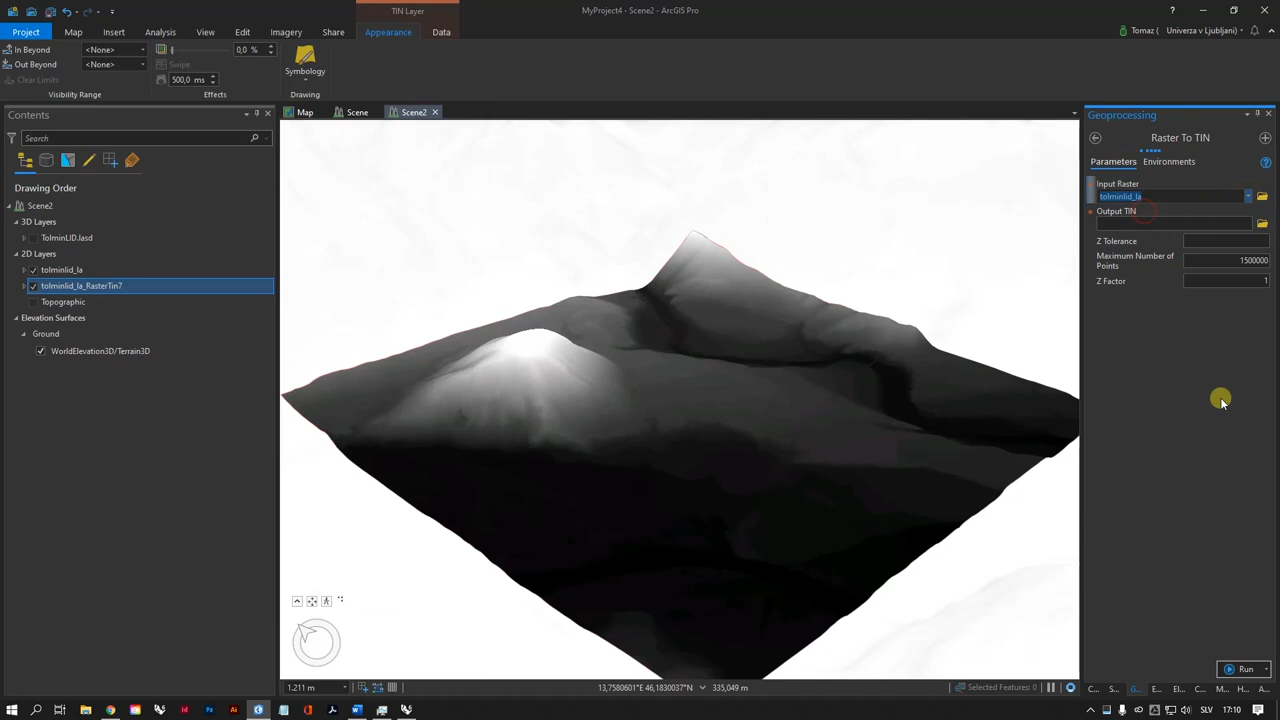 TIN Layer
MyProject4 - Scene2 - ArcGIS Pro
?
Project Map Insert Analysis View Edit Imagery Share Appearance Data
Tomaz ( Univerza v Ljubljani )
In Beyond <None> 0,0 %
Out Beyond <None> Swipe
Clear Limits 500,0 ms
Symbology
Visibility Range Effects Drawing
Contents
Search
Drawing Order
Scene2
3D Layers
TolminLID.lasd
2D Layers
tolminlid_la
tolminlid_la_RasterTin7
Topographic
Elevation Surfaces
Ground
WorldElevation3D/Terrain3D
Map Scene Scene2
1.211 m 13,7580601°E 46,1830037°N 335,049 m Selected Features: 0
Geoprocessing
Raster To TIN
Parameters Environments
Input Raster
tolminlid_la
Output TIN
Z Tolerance
Maximum Number of Points 1500000
Z Factor 1
Run
C... S... G... E... El... C... M... H... A...
SLV 17:10